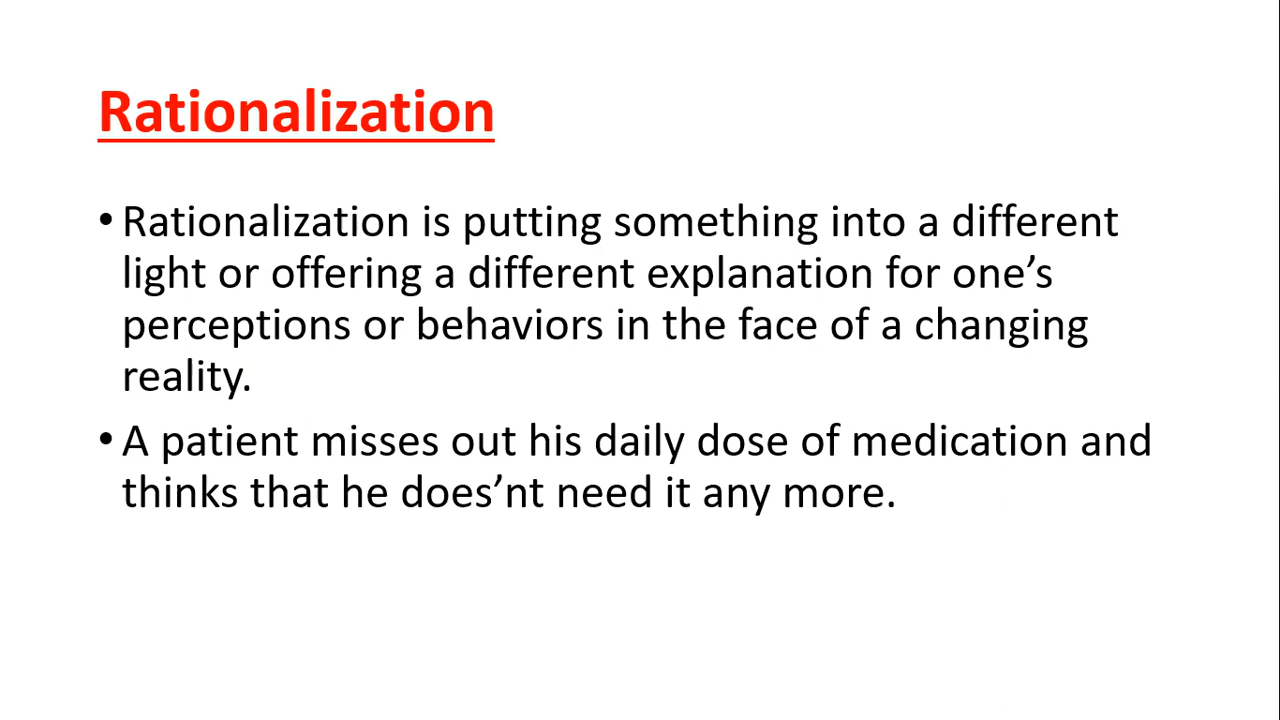 Rationalization
• Rationalization is putting something into a different
light or offering a different explanation for one’s
perceptions or behaviors in the face of a changing
reality.
• A patient misses out his daily dose of medication and
thinks that he does’nt need it any more.